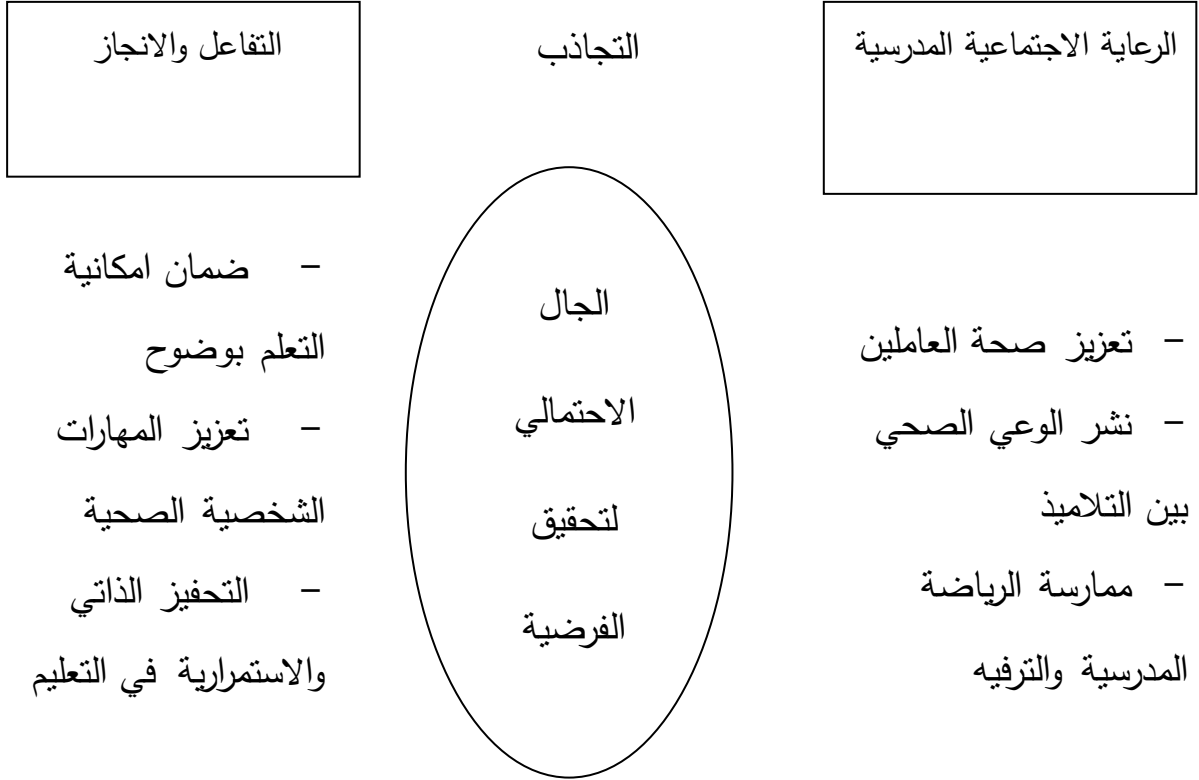 الرعاية الاجتماعية المدرسية
التجاذب
التفاعل والانجاز
– تعزيز صحة العاملين
– نشر الوعي الصحي
بين التلاميذ
– ممارسة الرياضة
المدرسية والترفيه
الجال
الاحتمالي
لتحقيق
الفرضية
– ضمان امكانية
التعلم بوضوح
– تعزيز المهارات
الشخصية الصحية
– التحفيز الذاتي
والاستمرارية في التعليم